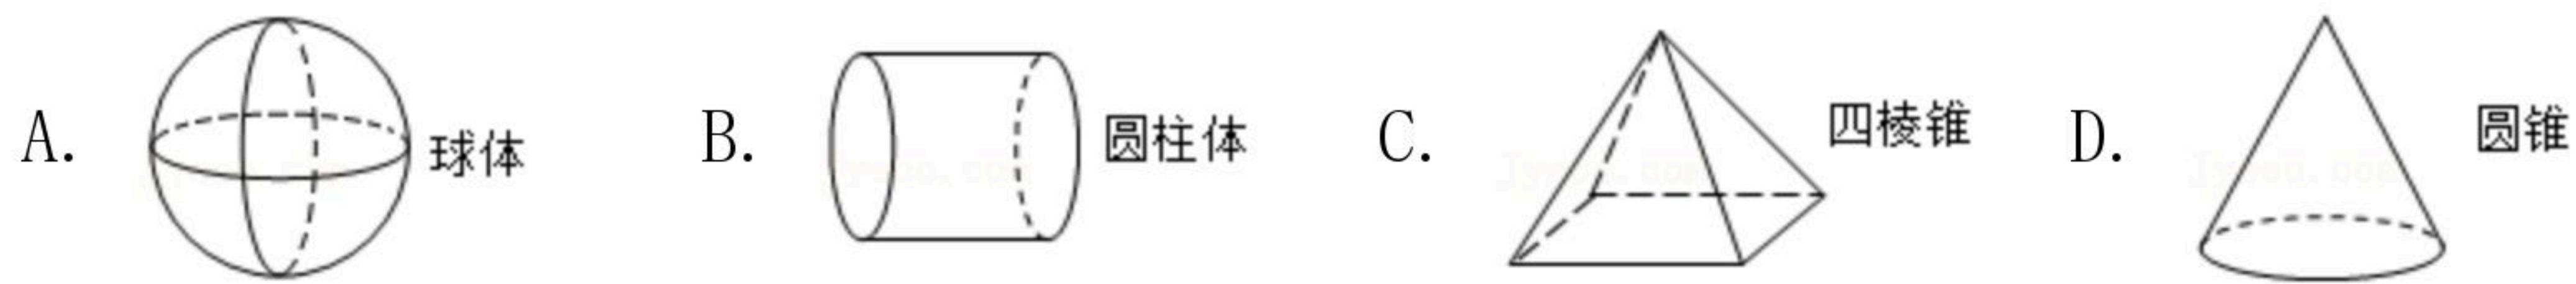 A. 球体 B. 圆柱体 C. 四棱锥 D. 圆锥